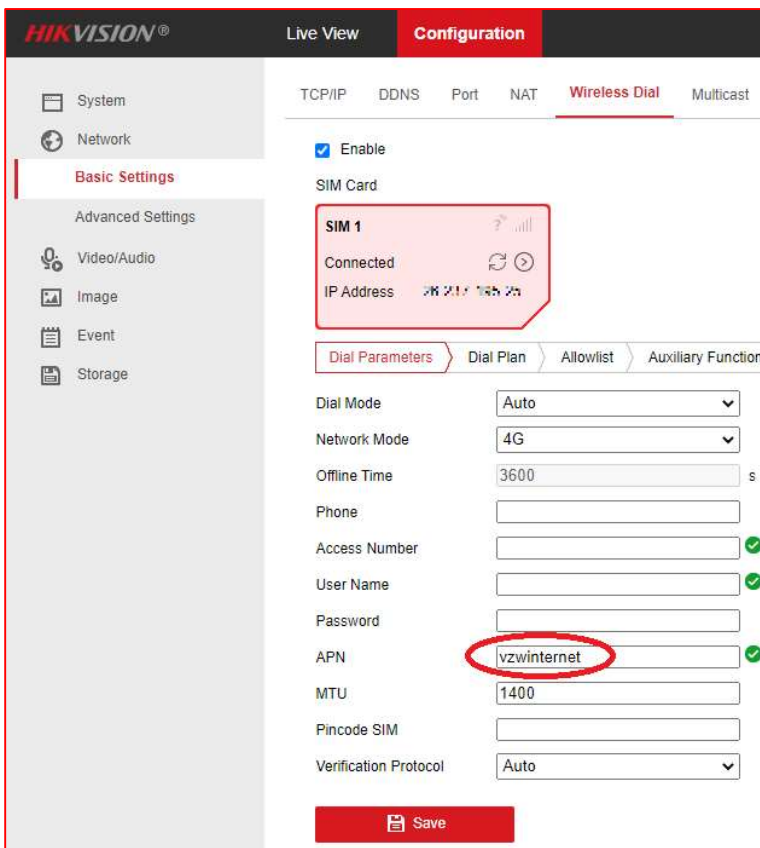 HIKVISION® Live View Configuration
System
Network
Basic Settings
Advanced Settings
Video/Audio
Image
Event
Storage
TCP/IP DDNS Port NAT Wireless Dial Multicast
Enable
SIM Card
SIM 1
Connected
IP Address
Dial Parameters Dial Plan Allowlist Auxiliary Function
Dial Mode Auto
Network Mode 4G
Offline Time 3600 s
Phone
Access Number
User Name
Password
APN vzwinternet
MTU 1400
Pincode SIM
Verification Protocol Auto
Save